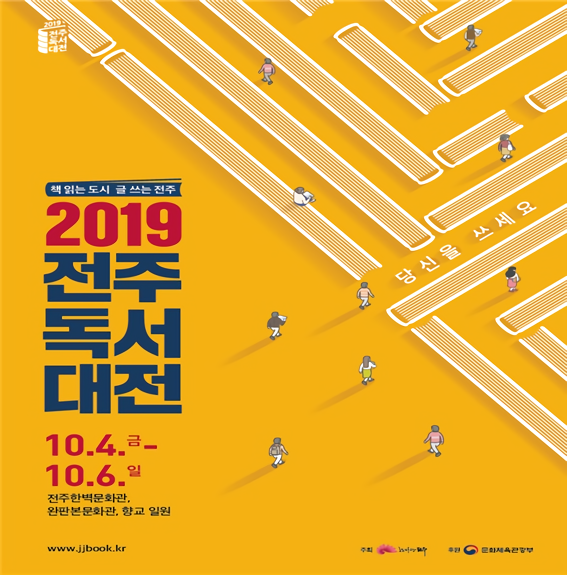 2019
전주
독서
대전
책 읽는 도시 글 쓰는 전주
2019
전주
독서
대전
당신을 쓰세요
10.4.금-
10.6.일
전주한벽문화관,
완판본문화관, 향교 일원
www.jjbook.kr
주최
후원 문화체육관광부